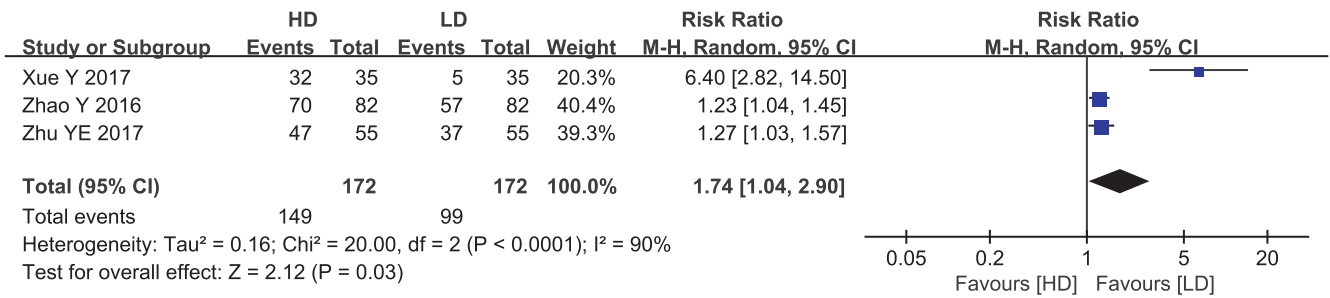 HD LD Risk Ratio Risk Ratio
Study or Subgroup Events Total Events Total Weight M-H, Random, 95% CI M-H, Random, 95% CI
Xue Y 2017 32 35 5 35 20.3% 6.40 [2.82, 14.50]
Zhao Y 2016 70 82 57 82 40.4% 1.23 [1.04, 1.45]
Zhu YE 2017 47 55 37 55 39.3% 1.27 [1.03, 1.57]
Total (95% CI) 172 172 100.0% 1.74 [1.04, 2.90]
Total events 149 99
Heterogeneity: Tau² = 0.16; Chi² = 20.00, df = 2 (P < 0.0001); I² = 90%
Test for overall effect: Z = 2.12 (P = 0.03)
0.05 0.2 1 5 20
Favours [HD] Favours [LD]